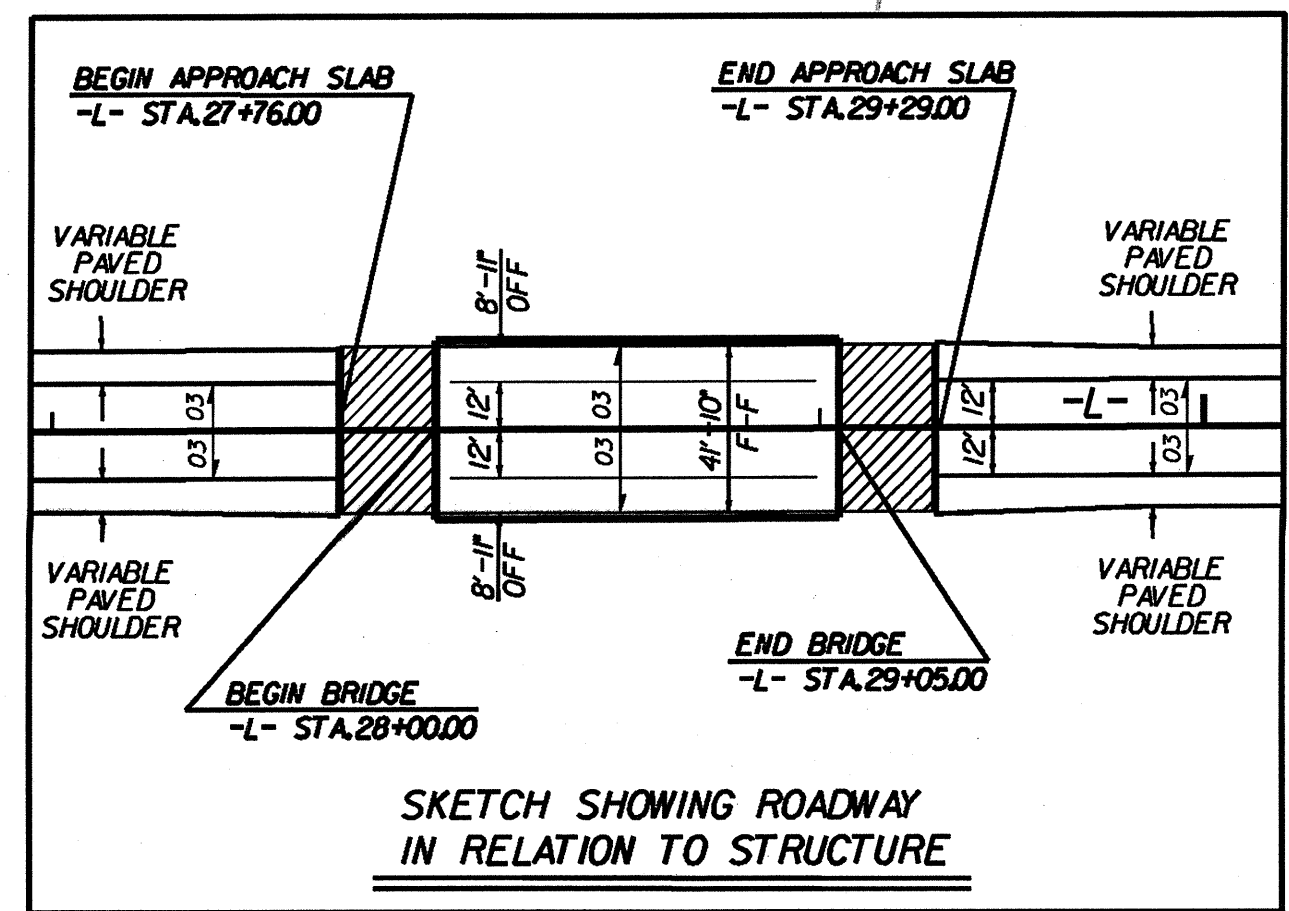 BEGIN APPROACH SLAB
-L- STA.27+76.00
END APPROACH SLAB
-L- STA.29+29.00
VARIABLE
PAVED
SHOULDER
VARIABLE
PAVED
SHOULDER
8'-11"
OFF
03
03
12'
12'
03
03
41'-10"
F-F
12'
12'
-L-
03
03
8'-11"
OFF
VARIABLE
PAVED
SHOULDER
VARIABLE
PAVED
SHOULDER
BEGIN BRIDGE
-L- STA.28+00.00
END BRIDGE
-L- STA.29+05.00
SKETCH SHOWING ROADWAY
IN RELATION TO STRUCTURE